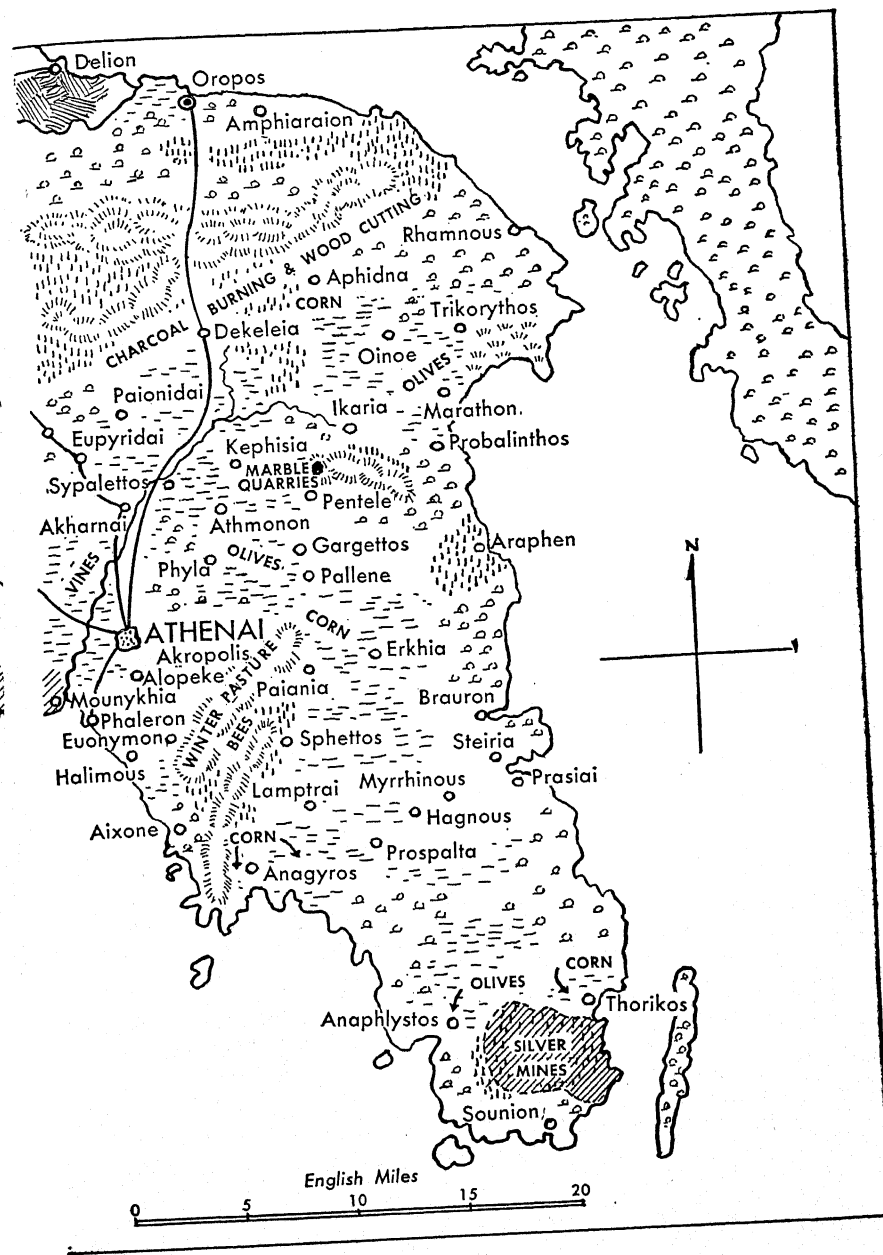 Delion
Oropos
Amphiaraion
Rhamnous
CHARCOAL BURNING & WOOD CUTTING
Aphidna
CORN
Trikorythos
Dekeleia
Oinoe
OLIVES
Paionidai
Ikaria
Marathon
Eupyridai
Kephisia
Probalinthos
MARBLE
QUARRIES
Sypalettos
Pentele
Akharnai
Athmonon
Araphen
N
VINES
Phyla
OLIVES
Gargettos
Pallene
ATHENAI
CORN
Akropolis
Erkhia
Alopeke
WINTER PASTURE
Paiania
Mounykhia
Brauron
Phaleron
BEES
Euonymon
Sphettos
Steiria
Halimous
Lamptrai
Myrrhinous
Prasiai
Aixone
Hagnous
CORN
Prospalta
Anagyros
CORN
OLIVES
Thorikos
Anaphlystos
SILVER
MINES
Sounion
English Miles
0 5 10 15 20